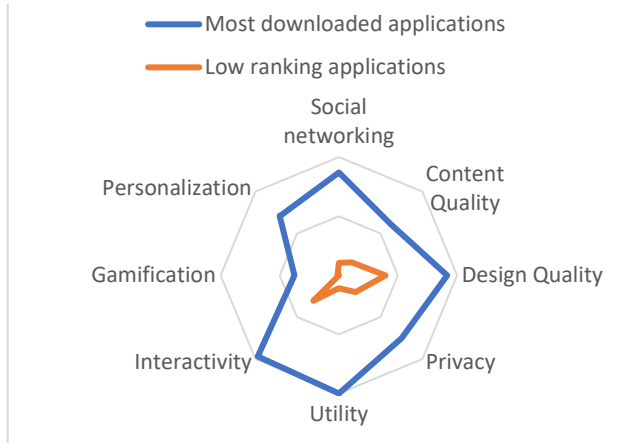 Most downloaded applications
Low ranking applications
Social
networking
Content
Quality
Personalization
Gamification
Design Quality
Interactivity
Privacy
Utility